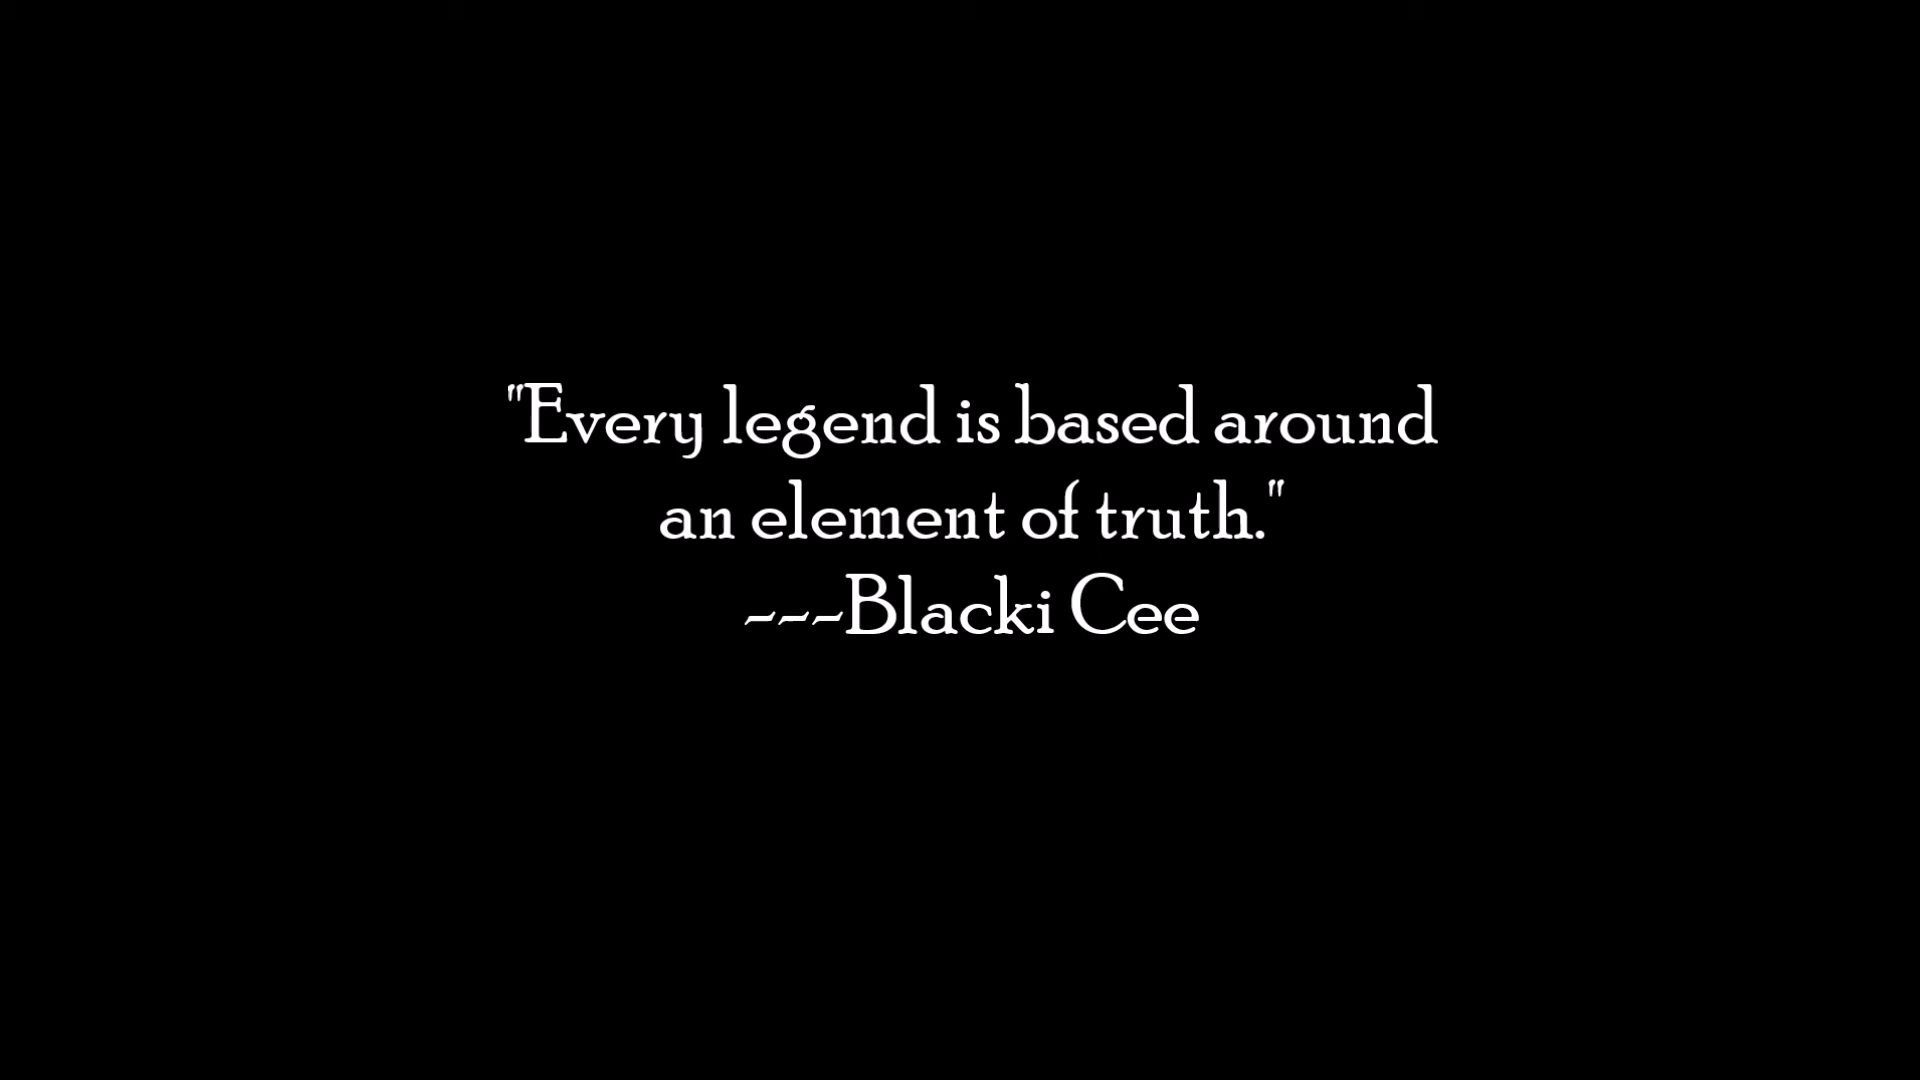 "Every legend is based around
an element of truth."
---Blacki Cee